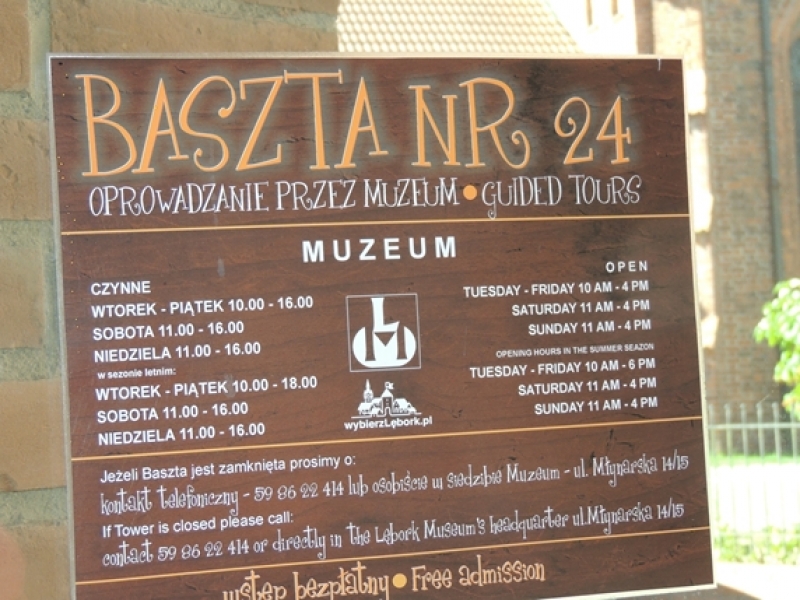 BASZTA NR 24
OPROWADZANIE PRZEZ MUZEUM • GUIDED TOURS
MUZEUM
CZYNNE
WTOREK - PIĄTEK 10.00 - 16.00
SOBOTA 11.00 - 16.00
NIEDZIELA 11.00 - 16.00
w sezonie letnim:
WTOREK - PIĄTEK 10.00 - 18.00
SOBOTA 11.00 - 16.00
NIEDZIELA 11.00 - 16.00
LM
wybierzLębork.pl
OPEN
TUESDAY - FRIDAY 10 AM - 4 PM
SATURDAY 11 AM - 4 PM
SUNDAY 11 AM - 4 PM
OPENING HOURS IN THE SUMMER SEAZON
TUESDAY - FRIDAY 10 AM - 6 PM
SATURDAY 11 AM - 4 PM
SUNDAY 11 AM - 4 PM
Jeżeli Baszta jest zamknięta prosimy o:
kontakt telefoniczny - 59 86 22 414 lub osobiście w siedzibie Muzeum - ul. Młynarska 14/15
If Tower is closed please call:
contact 59 86 22 414 or directly in the Lębork Museum's headquarter ul.Młynarska 14/15
wstęp bezpłatny • Free admission